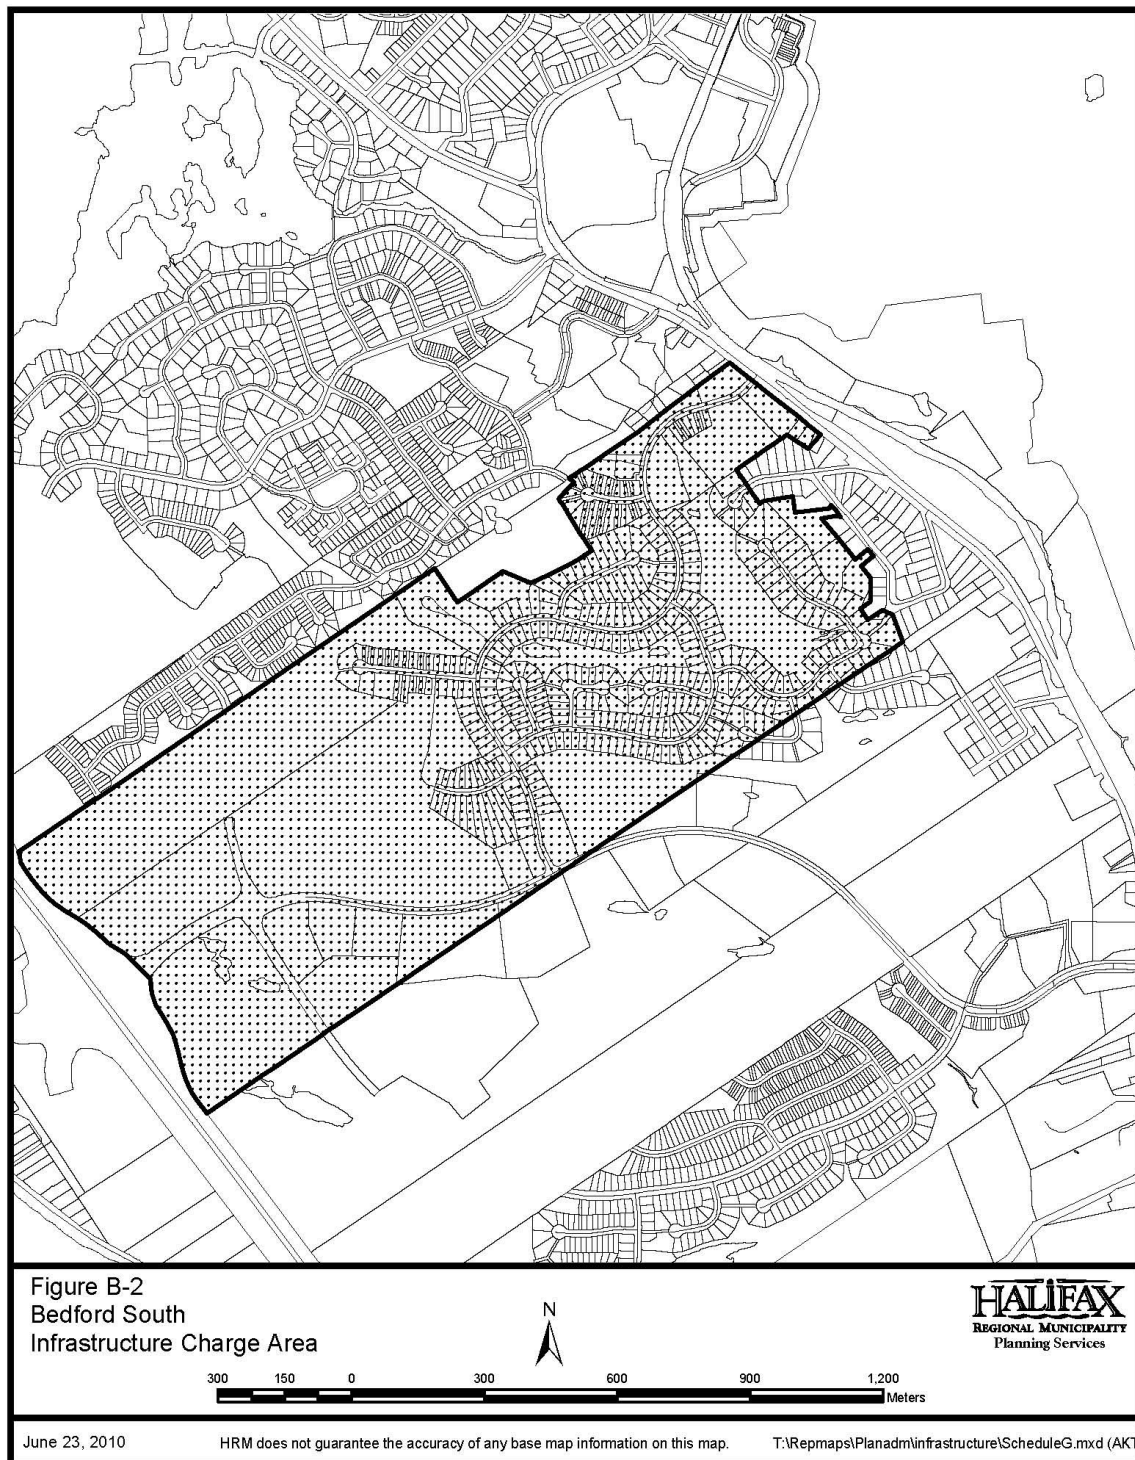 Figure B-2
Bedford South
Infrastructure Charge Area
N
HALIFAX
REGIONAL MUNICIPALITY
Planning Services
300 150 0 300 600 900 1,200
Meters
June 23, 2010
HRM does not guarantee the accuracy of any base map information on this map.
T:\Repmaps\Planadm\infrastructure\ScheduleG.mxd (AKT